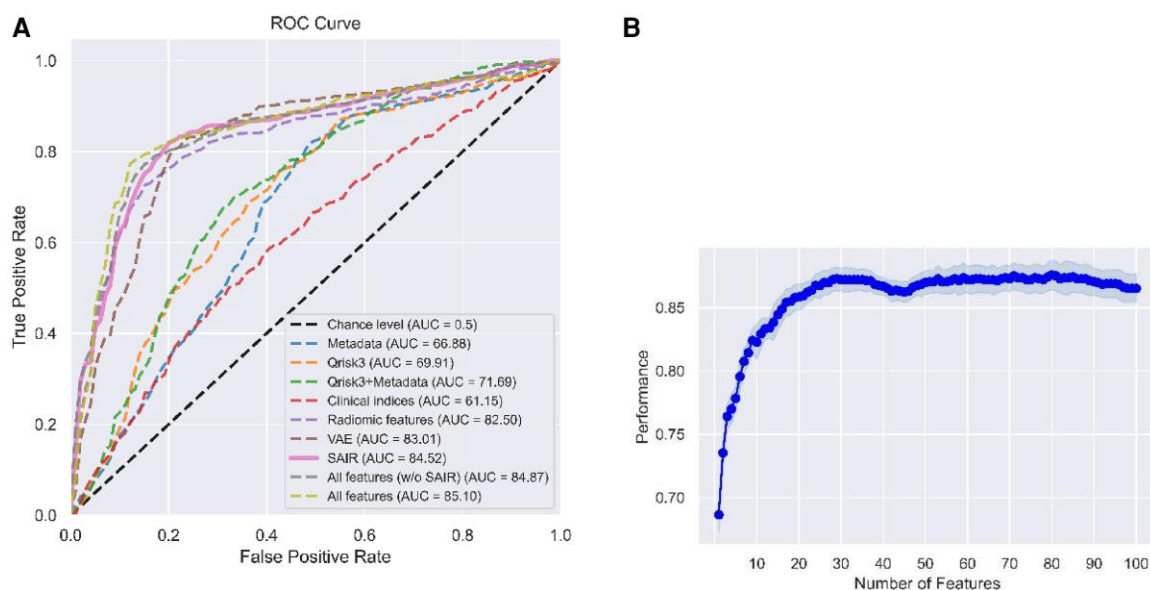 A
ROC Curve
True Positive Rate
1.0
0.8
0.6
0.4
0.2
0.0
0.0 0.2 0.4 0.6 0.8 1.0
False Positive Rate
Chance level (AUC = 0.5)
Metadata (AUC = 66.88)
Qrisk3 (AUC = 69.91)
Qrisk3+Metadata (AUC = 71.69)
Clinical indices (AUC = 61.15)
Radiomic features (AUC = 82.50)
VAE (AUC = 83.01)
SAIR (AUC = 84.52)
All features (w/o SAIR) (AUC = 84.87)
All features (AUC = 85.10)
B
Performance
0.85
0.80
0.75
0.70
10 20 30 40 50 60 70 80 90 100
Number of Features